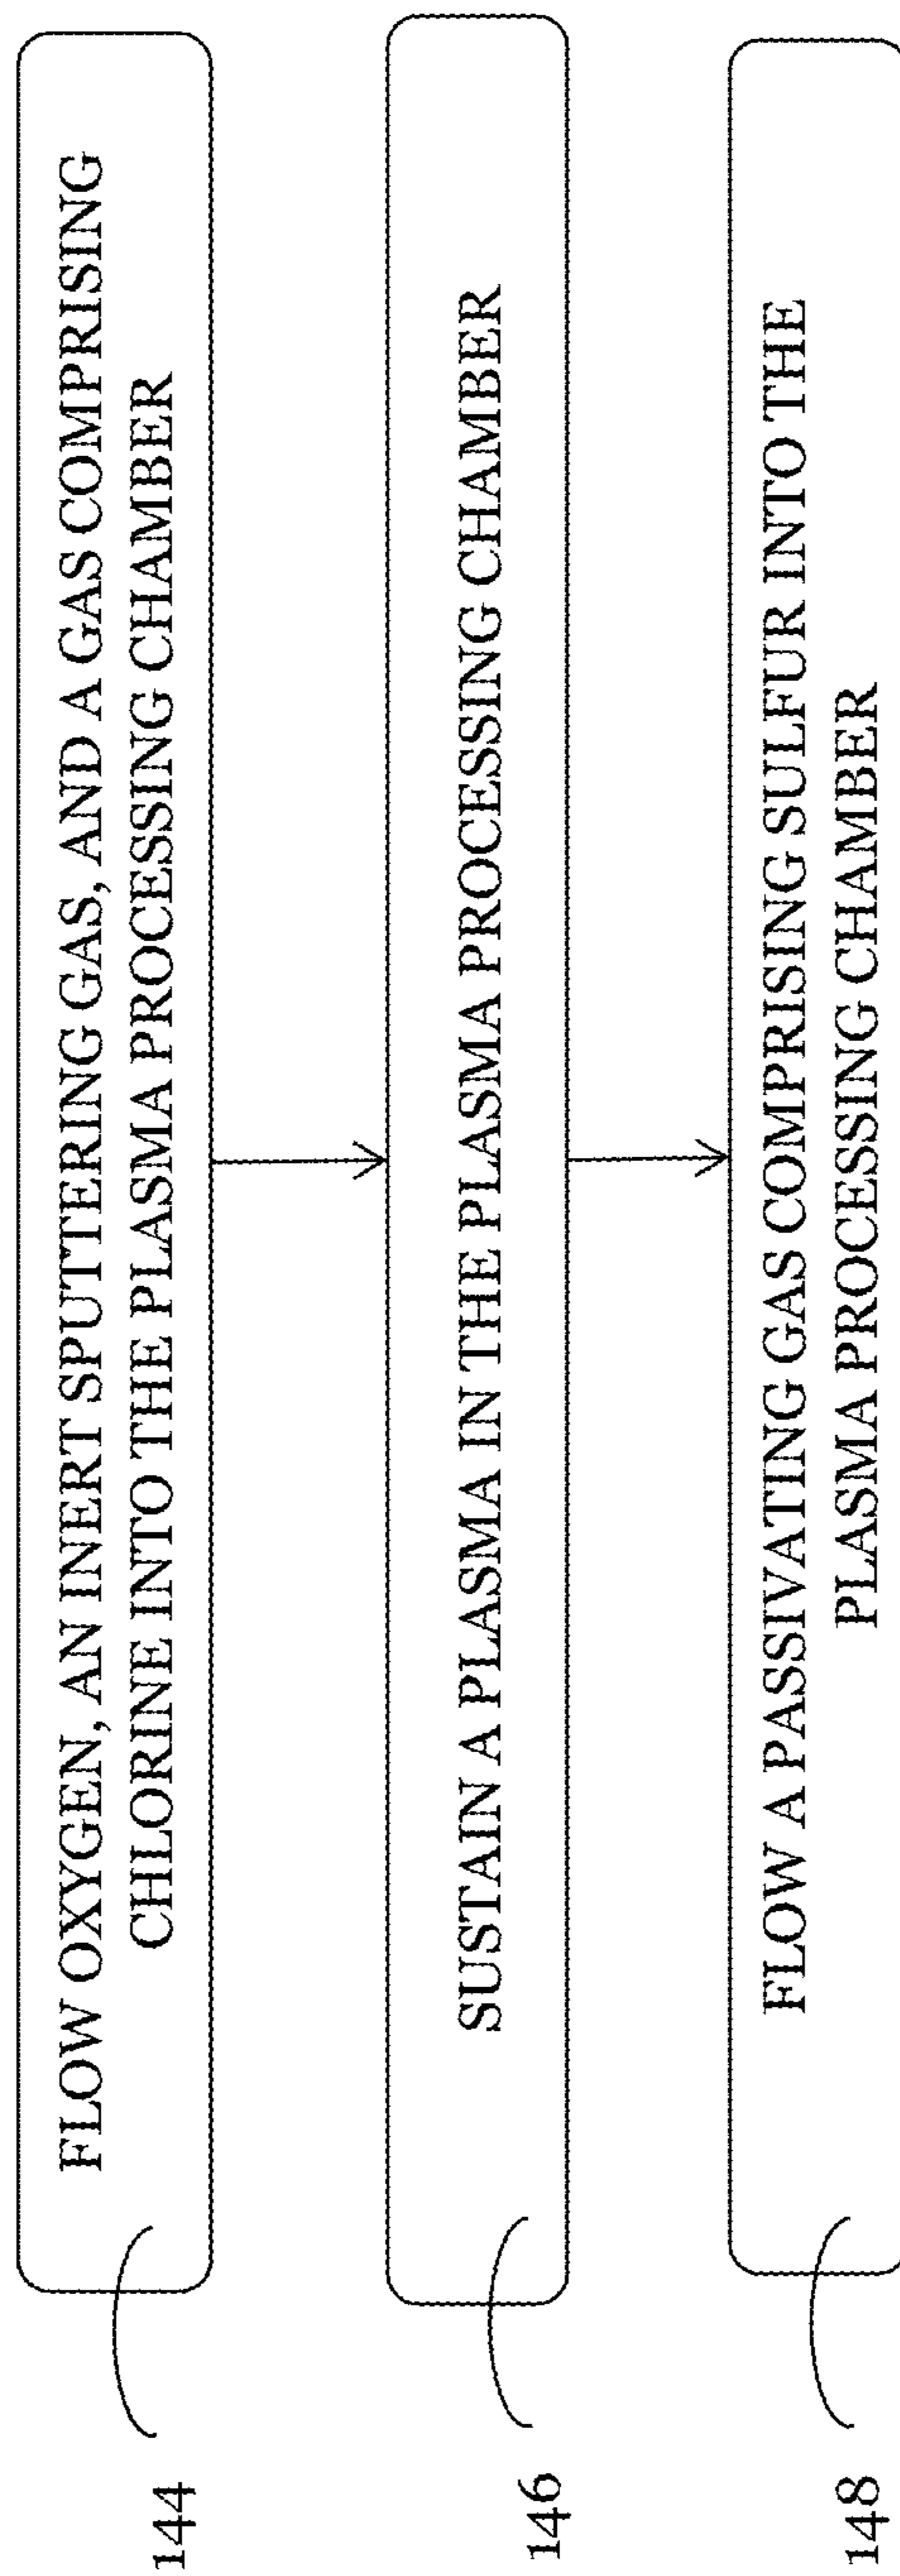 FLOW OXYGEN, AN INERT SPUTTERING GAS, AND A GAS COMPRISING
CHLORINE INTO THE PLASMA PROCESSING CHAMBER
144
SUSTAIN A PLASMA IN THE PLASMA PROCESSING CHAMBER
146
FLOW A PASSIVATING GAS COMPRISING SULFUR INTO THE
PLASMA PROCESSING CHAMBER
148